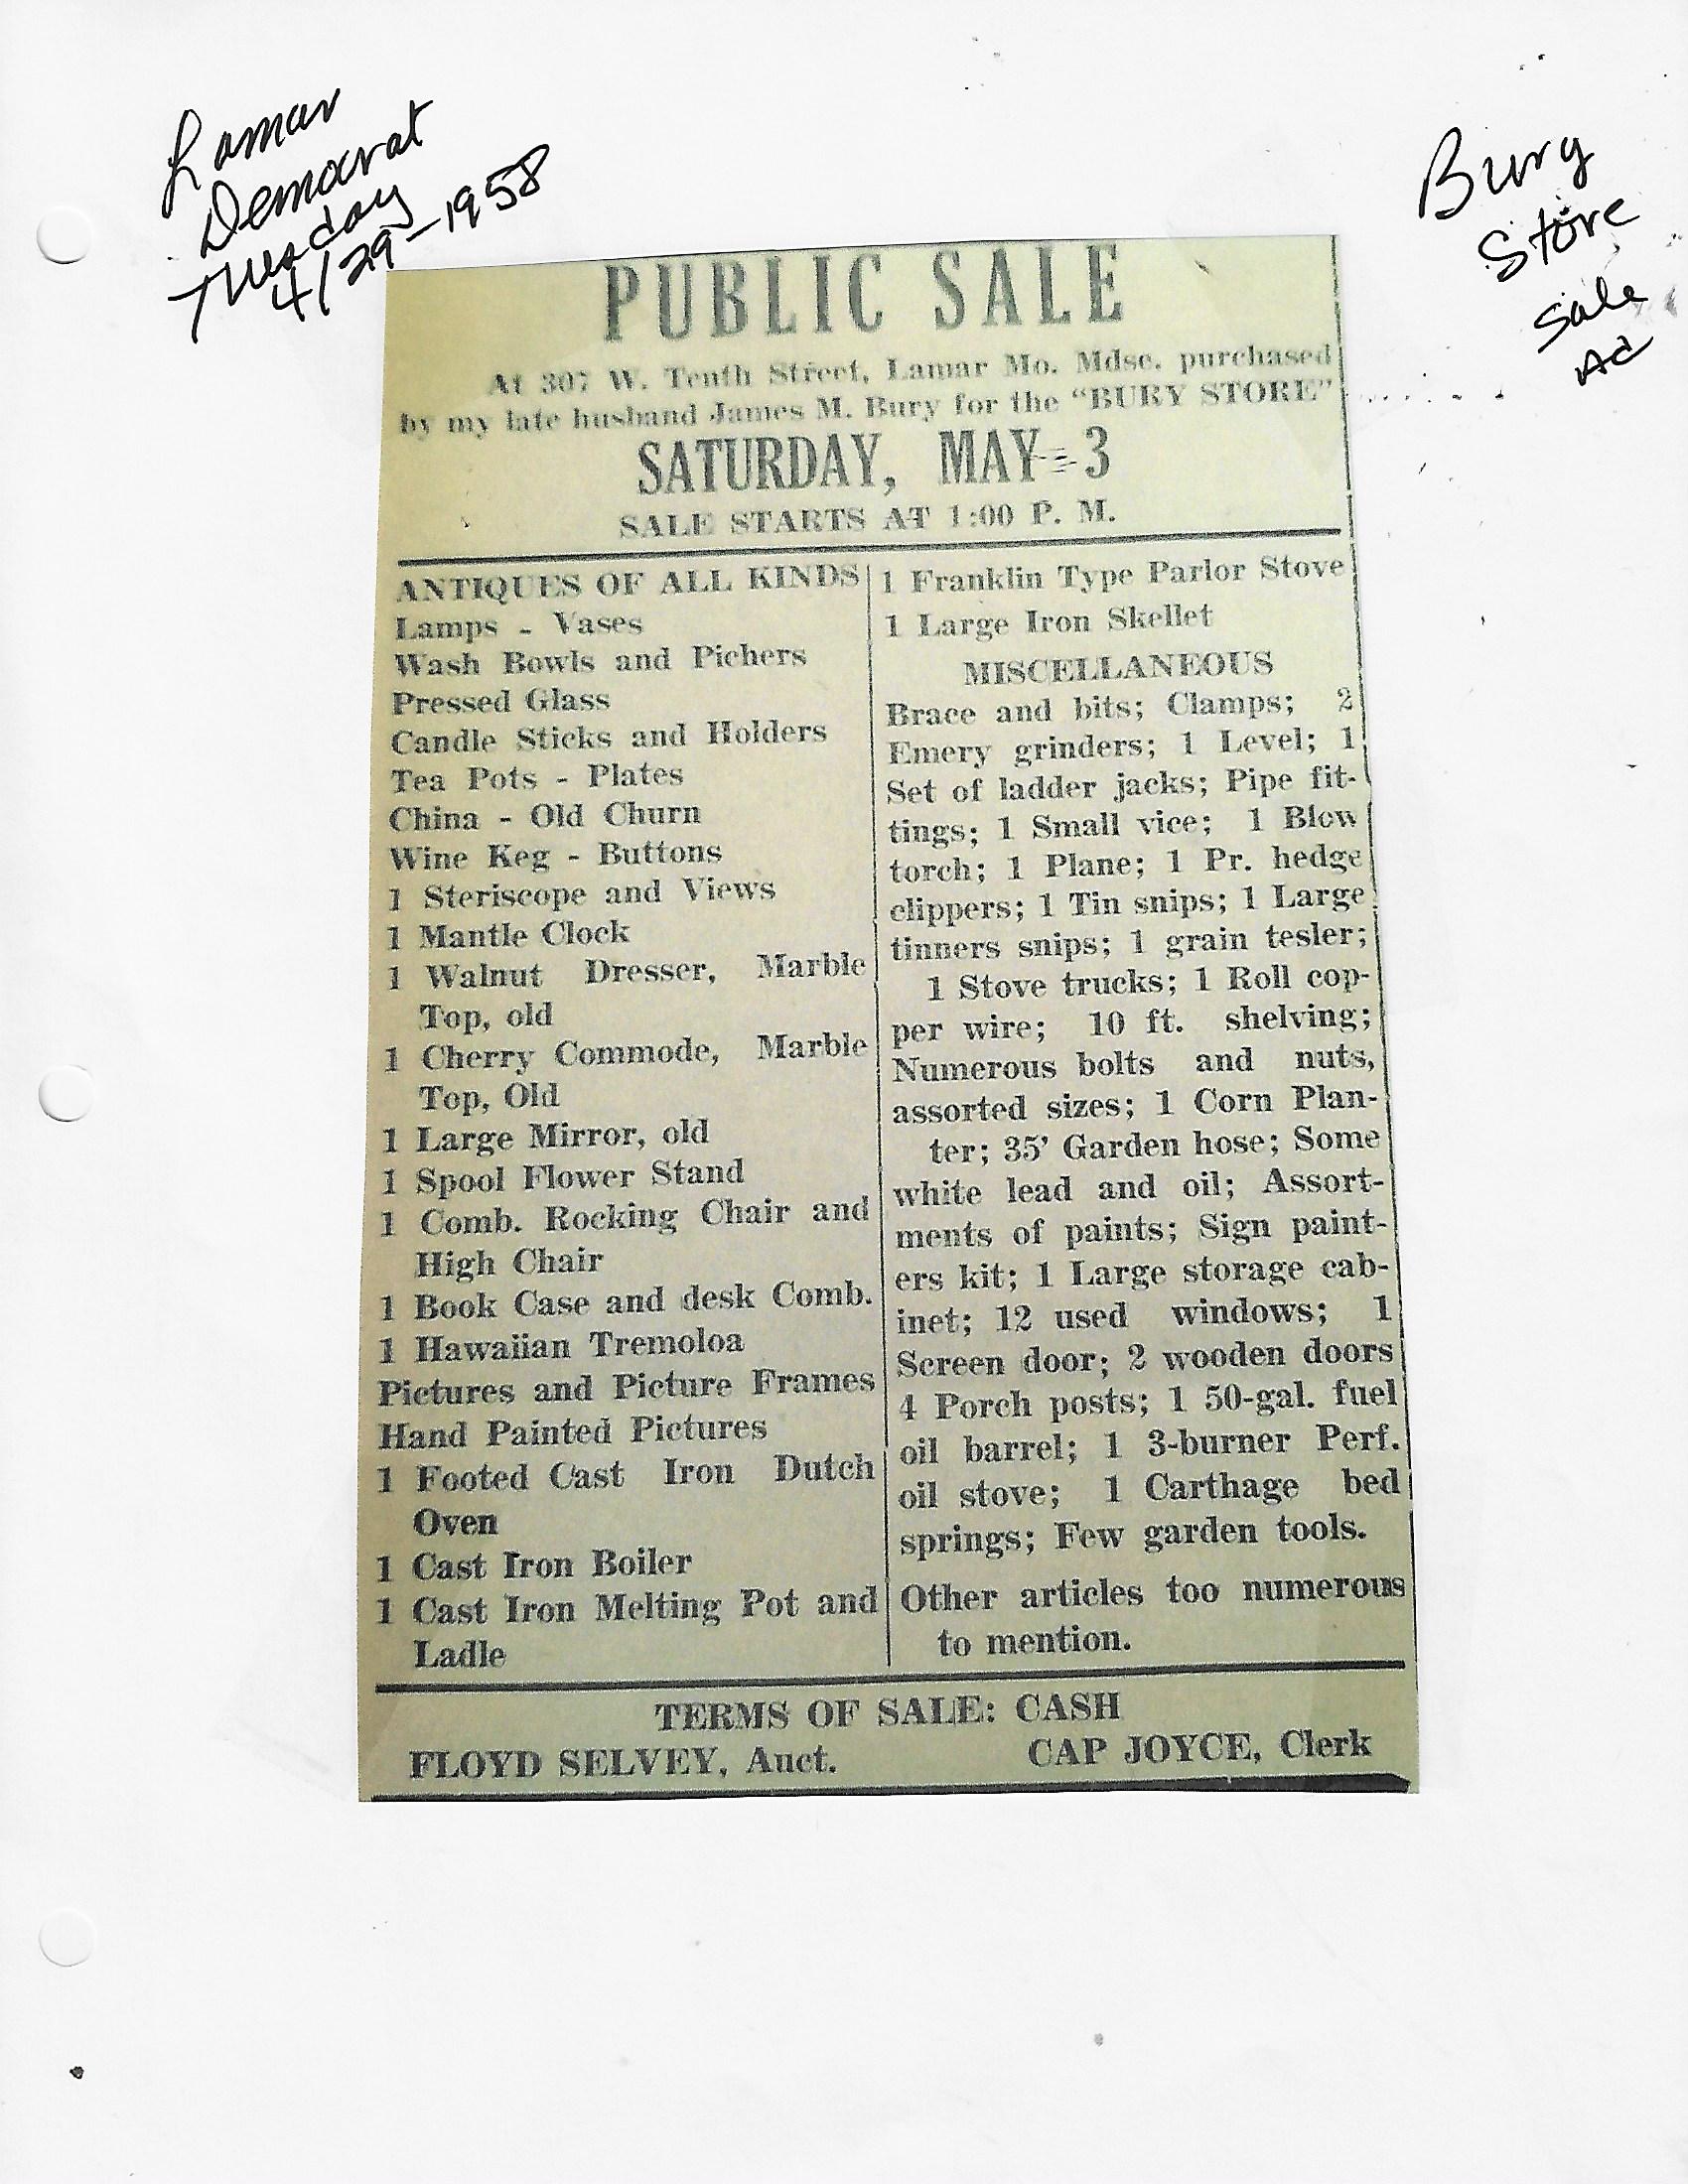 Lamar
Democrat
Tuesday
4/29-1958
Bury
Store
Sale
Ad
PUBLIC SALE
At 307 W. Tenth Street, Lamar Mo. Mdse. purchased
by my late husband James M. Bury for the "BURY STORE"
SATURDAY, MAY 3
SALE STARTS AT 1:00 P. M.
ANTIQUES OF ALL KINDS
Lamps - Vases
Wash Bowls and Pichers
Pressed Glass
Candle Sticks and Holders
Tea Pots - Plates
China - Old Churn
Wine Keg - Buttons
1 Steriscope and Views
1 Mantle Clock
1 Walnut Dresser, Marble
Top, old
1 Cherry Commode, Marble
Top, Old
1 Large Mirror, old
1 Spool Flower Stand
1 Comb. Rocking Chair and
High Chair
1 Book Case and desk Comb.
1 Hawaiian Tremoloa
Pictures and Picture Frames
Hand Painted Pictures
1 Footed Cast Iron Dutch
Oven
1 Cast Iron Boiler
1 Cast Iron Melting Pot and
Ladle
1 Franklin Type Parlor Stove
1 Large Iron Skellet
MISCELLANEOUS
Brace and bits; Clamps; 2
Emery grinders; 1 Level; 1
Set of ladder jacks; Pipe fit-
tings; 1 Small vice; 1 Blow
torch; 1 Plane; 1 Pr. hedge
clippers; 1 Tin snips; 1 Large
tinners snips; 1 grain tesler;
1 Stove trucks; 1 Roll cop-
per wire; 10 ft. shelving;
Numerous bolts and nuts,
assorted sizes; 1 Corn Plan-
ter; 35' Garden hose; Some
white lead and oil; Assort-
ments of paints; Sign paint-
ers kit; 1 Large storage cab-
inet; 12 used windows; 1
Screen door; 2 wooden doors
4 Porch posts; 1 50-gal. fuel
oil barrel; 1 3-burner Perf.
oil stove; 1 Carthage bed
springs; Few garden tools.
Other articles too numerous
to mention.
TERMS OF SALE: CASH
FLOYD SELVEY, Auct.
CAP JOYCE, Clerk